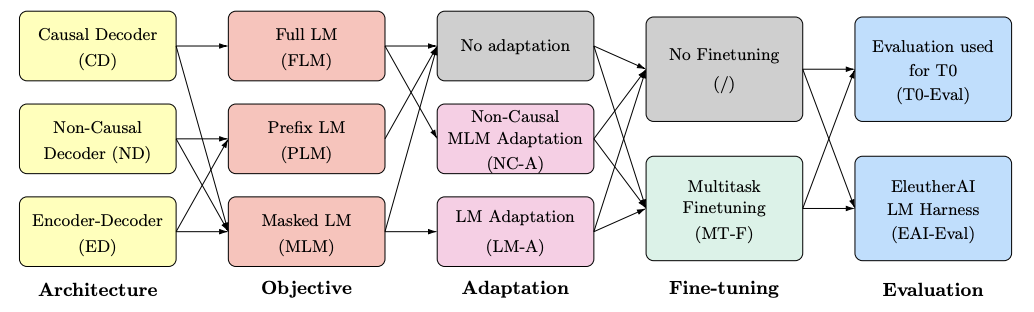 Causal Decoder
(CD)
Non-Causal
Decoder (ND)
Encoder-Decoder
(ED)
Architecture
Full LM
(FLM)
Prefix LM
(PLM)
Masked LM
(MLM)
Objective
No adaptation
Non-Causal
MLM Adaptation
(NC-A)
LM Adaptation
(LM-A)
Adaptation
No Finetuning
(/)
Multitask
Finetuning
(MT-F)
Fine-tuning
Evaluation used
for T0
(T0-Eval)
EleutherAI
LM Harness
(EAI-Eval)
Evaluation